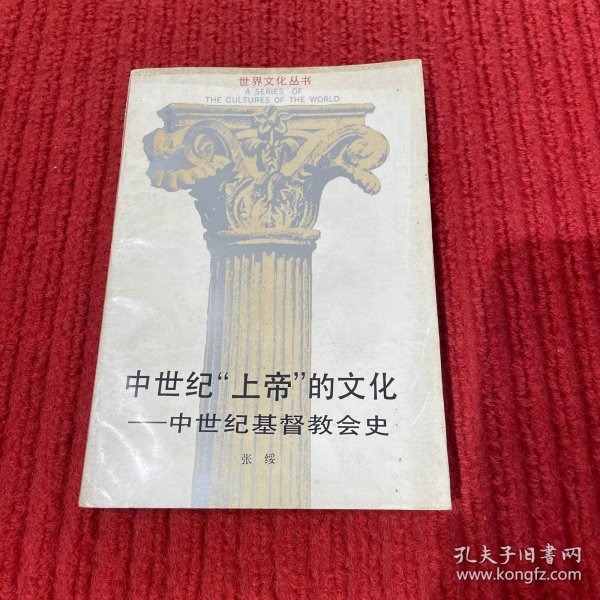 世界文化丛书
A SERIES OF
THE CULTURES OF THE WORLD
中世纪“上帝”的文化
——中世纪基督教会史
张 绥
孔夫子旧书网
www.kongfz.com